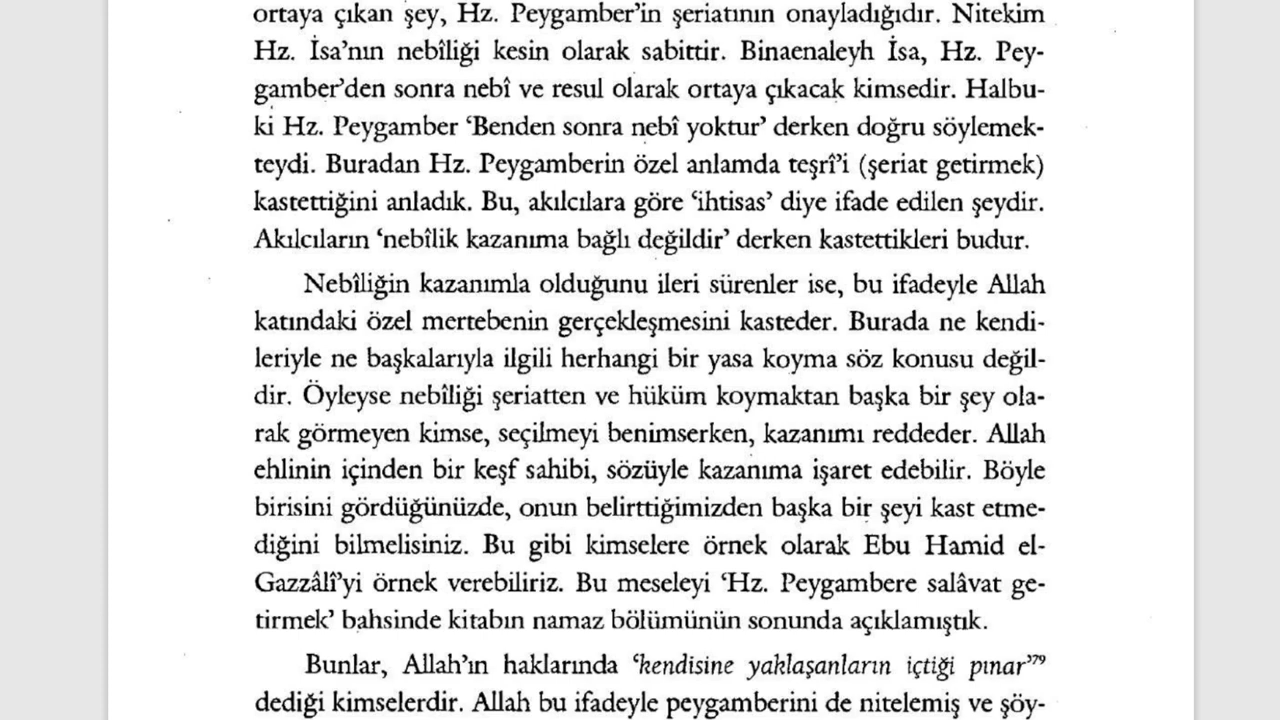 ortaya çıkan şey, Hz. Peygamber’in şeriatının onayladığıdır. Nitekim
Hz. İsa’nın nebîliği kesin olarak sabittir. Binaenaleyh İsa, Hz. Pey-
gamber’den sonra nebî ve resul olarak ortaya çıkacak kimsedir. Halbu-
ki Hz. Peygamber ‘Benden sonra nebî yoktur’ derken doğru söylemek-
teydi. Buradan Hz. Peygamberin özel anlamda teşrî’i (şeriat getirmek)
kastettiğini anladık. Bu, akılcılara göre ‘ihtisas’ diye ifade edilen şeydir.
Akılcıların ‘nebîlik kazanıma bağlı değildir’ derken kastettikleri budur.
Nebîliğin kazanımla olduğunu ileri sürenler ise, bu ifadeyle Allah
katındaki özel mertebenin gerçekleşmesini kasteder. Burada ne kendi-
leriyle ne başkalarıyla ilgili herhangi bir yasa koyma söz konusu değil-
dir. Öyleyse nebîliği şeriatten ve hüküm koymaktan başka bir şey ola-
rak görmeyen kimse, seçilmeyi benimserken, kazanımı reddeder. Allah
ehlinin içinden bir keşf sahibi, sözüyle kazanıma işaret edebilir. Böyle
birisini gördüğünüzde, onun belirttiğimizden başka bir şeyi kast etme-
diğini bilmelisiniz. Bu gibi kimselere örnek olarak Ebu Hamid el-
Gazzâlî’yi örnek verebiliriz. Bu meseleyi ‘Hz. Peygambere salâvat ge-
tirmek’ bahsinde kitabın namaz bölümünün sonunda açıklamıştık.
Bunlar, Allah’ın haklarında ‘kendisine yaklaşanların içtiği pınar’⁷⁹
dediği kimselerdir. Allah bu ifadeyle peygamberini de nitelemiş ve şöy-